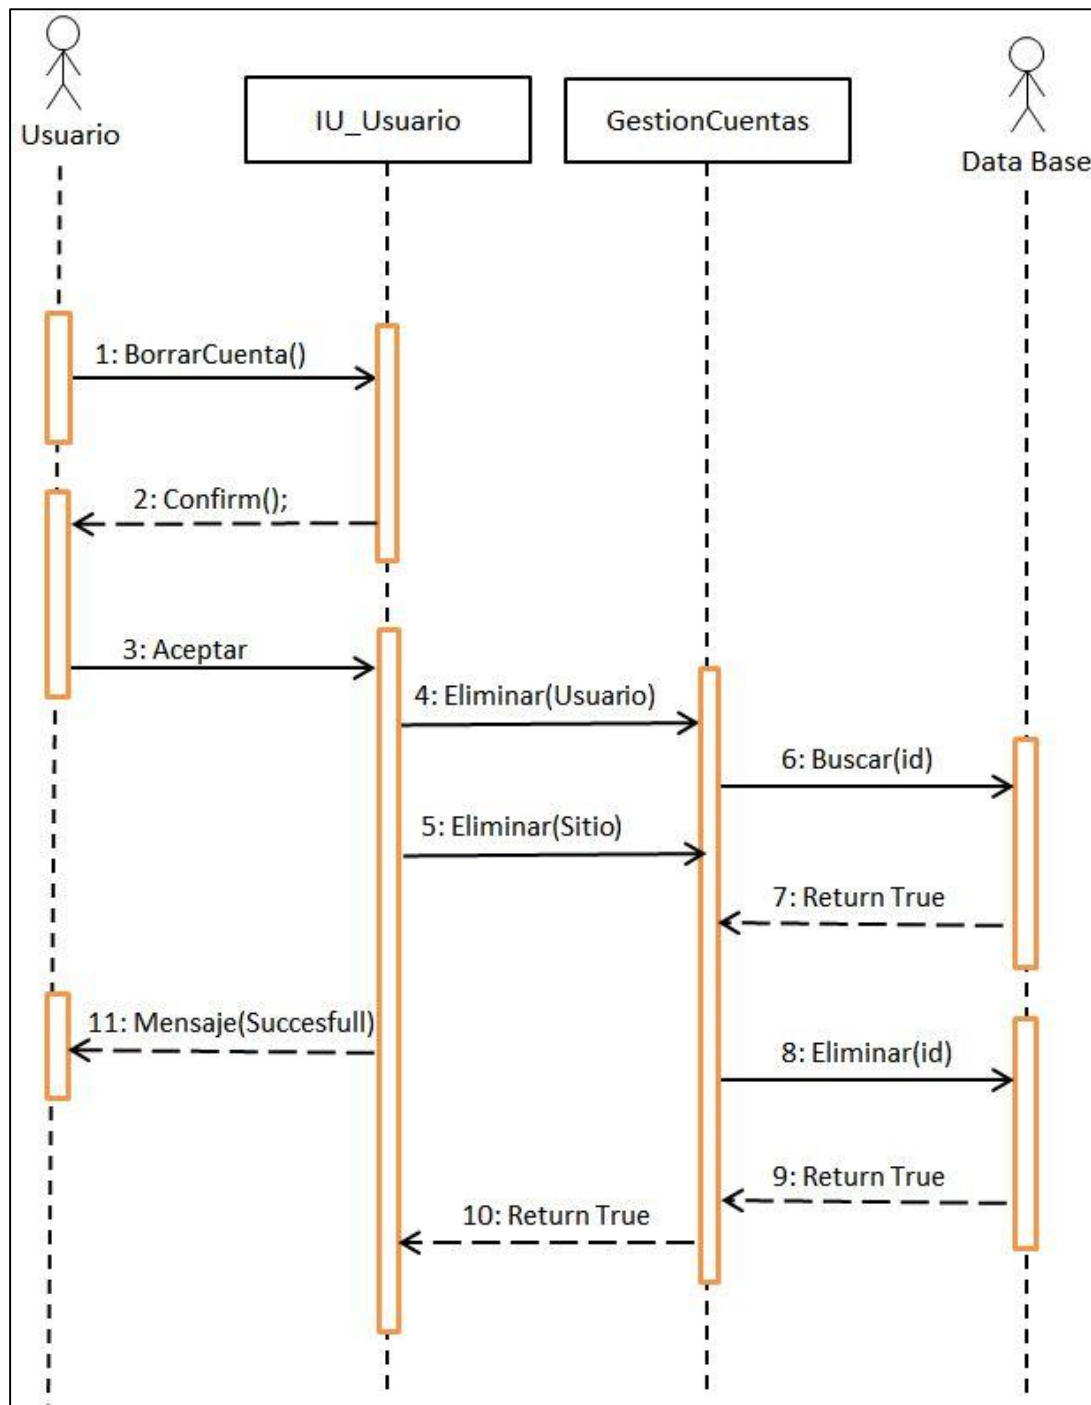 Usuario
IU_Usuario
GestionCuentas
Data Base
1: BorrarCuenta()
2: Confirm();
3: Aceptar
4: Eliminar(Usuario)
6: Buscar(id)
5: Eliminar(Sitio)
7: Return True
11: Mensaje(Succesfull)
8: Eliminar(id)
9: Return True
10: Return True